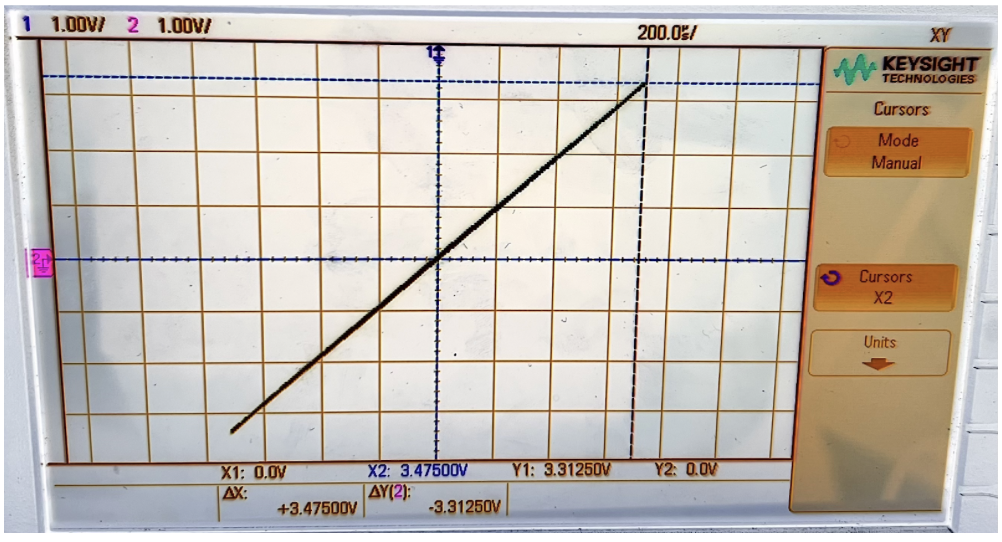 1 1.00V/ 2 1.00V/ 200.0s/ XY
1
KEYSIGHT
TECHNOLOGIES
Cursors
Mode
Manual
2
Cursors
X2
Units
X1: 0.0V X2: 3.47500V Y1: 3.31250V Y2: 0.0V
ΔX: ΔY(2):
+3.47500V -3.31250V